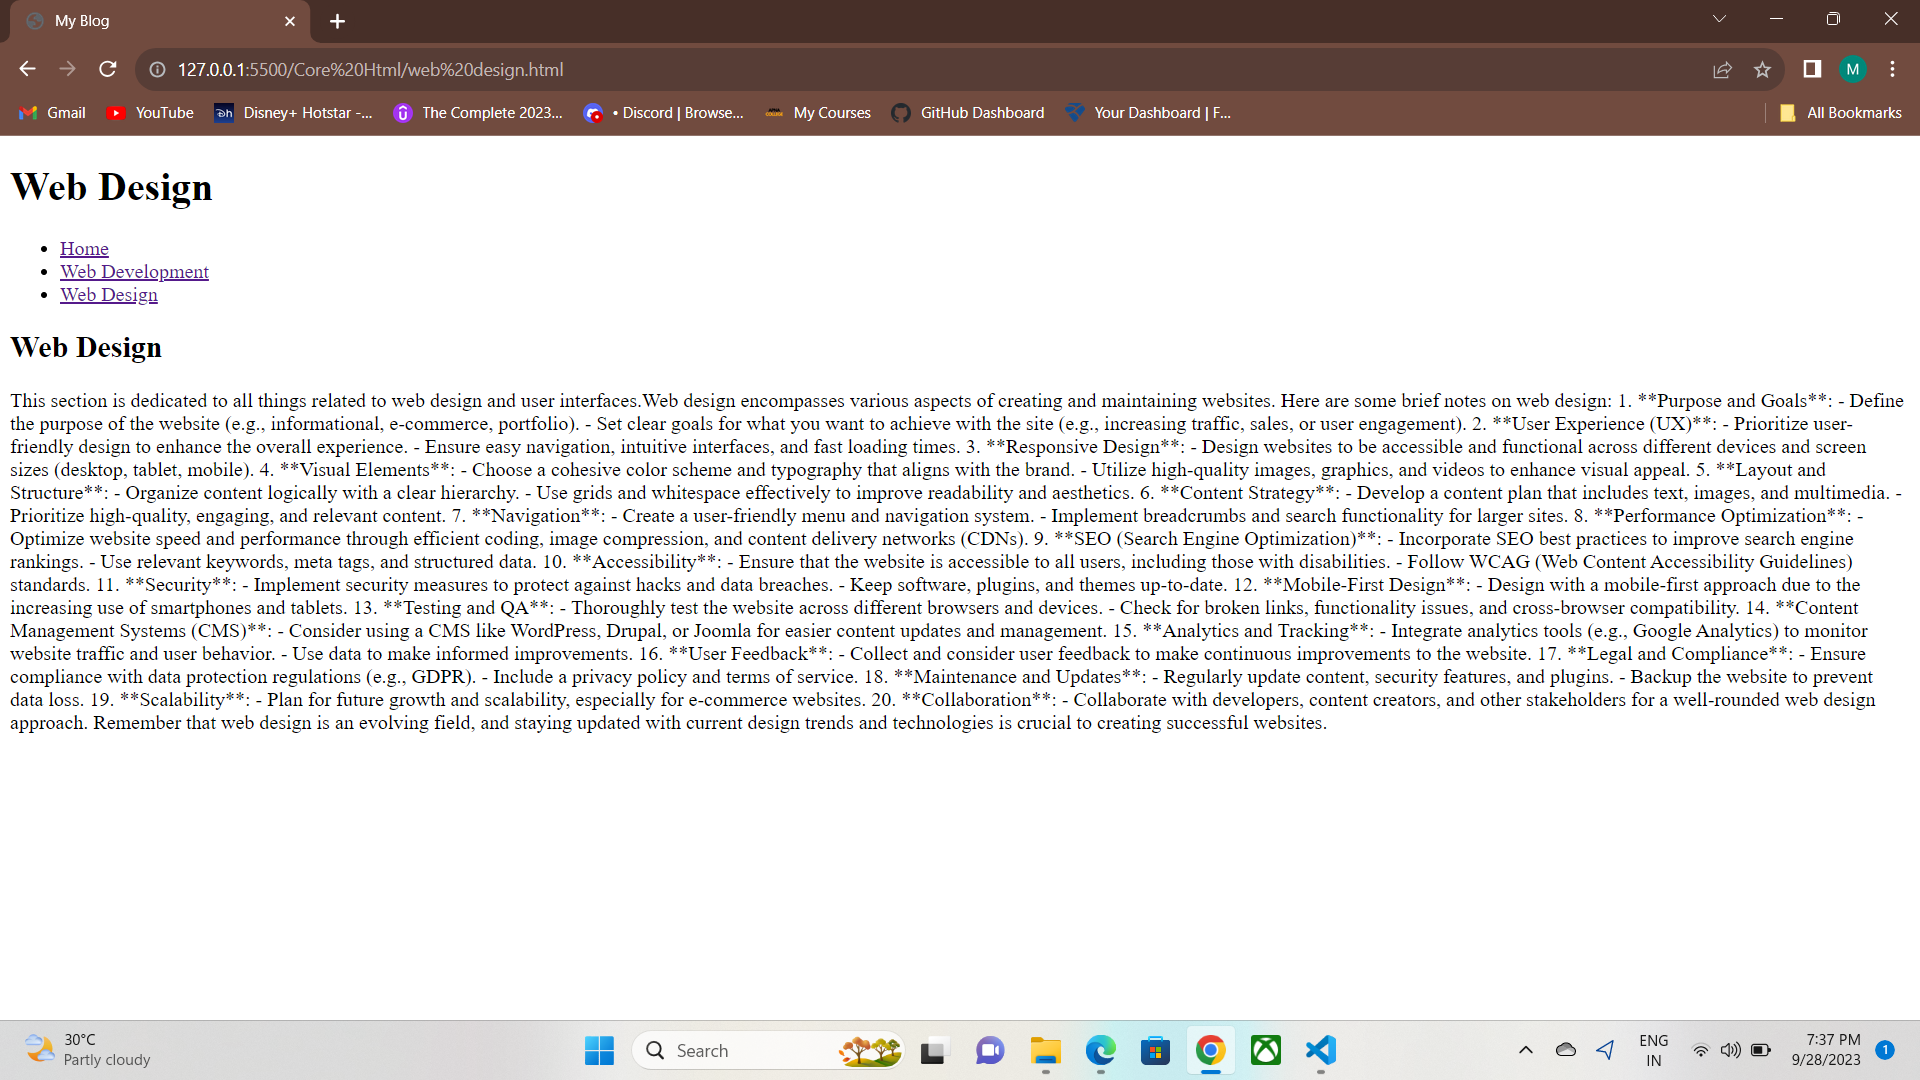 My Blog
127.0.0.1:5500/Core%20Html/web%20design.html
M
Gmail
YouTube
Disney+ Hotstar -...
The Complete 2023...
• Discord | Browse...
My Courses
GitHub Dashboard
Your Dashboard | F...
All Bookmarks
Web Design
• Home
• Web Development
• Web Design
Web Design
This section is dedicated to all things related to web design and user interfaces.Web design encompasses various aspects of creating and maintaining websites. Here are some brief notes on web design: 1. **Purpose and Goals**: - Define
the purpose of the website (e.g., informational, e-commerce, portfolio). - Set clear goals for what you want to achieve with the site (e.g., increasing traffic, sales, or user engagement). 2. **User Experience (UX)**: - Prioritize user-
friendly design to enhance the overall experience. - Ensure easy navigation, intuitive interfaces, and fast loading times. 3. **Responsive Design**: - Design websites to be accessible and functional across different devices and screen
sizes (desktop, tablet, mobile). 4. **Visual Elements**: - Choose a cohesive color scheme and typography that aligns with the brand. - Utilize high-quality images, graphics, and videos to enhance visual appeal. 5. **Layout and
Structure**: - Organize content logically with a clear hierarchy. - Use grids and whitespace effectively to improve readability and aesthetics. 6. **Content Strategy**: - Develop a content plan that includes text, images, and multimedia. -
Prioritize high-quality, engaging, and relevant content. 7. **Navigation**: - Create a user-friendly menu and navigation system. - Implement breadcrumbs and search functionality for larger sites. 8. **Performance Optimization**: -
Optimize website speed and performance through efficient coding, image compression, and content delivery networks (CDNs). 9. **SEO (Search Engine Optimization)**: - Incorporate SEO best practices to improve search engine
rankings. - Use relevant keywords, meta tags, and structured data. 10. **Accessibility**: - Ensure that the website is accessible to all users, including those with disabilities. - Follow WCAG (Web Content Accessibility Guidelines)
standards. 11. **Security**: - Implement security measures to protect against hacks and data breaches. - Keep software, plugins, and themes up-to-date. 12. **Mobile-First Design**: - Design with a mobile-first approach due to the
increasing use of smartphones and tablets. 13. **Testing and QA**: - Thoroughly test the website across different browsers and devices. - Check for broken links, functionality issues, and cross-browser compatibility. 14. **Content
Management Systems (CMS)**: - Consider using a CMS like WordPress, Drupal, or Joomla for easier content updates and management. 15. **Analytics and Tracking**: - Integrate analytics tools (e.g., Google Analytics) to monitor
website traffic and user behavior. - Use data to make informed improvements. 16. **User Feedback**: - Collect and consider user feedback to make continuous improvements to the website. 17. **Legal and Compliance**: - Ensure
compliance with data protection regulations (e.g., GDPR). - Include a privacy policy and terms of service. 18. **Maintenance and Updates**: - Regularly update content, security features, and plugins. - Backup the website to prevent
data loss. 19. **Scalability**: - Plan for future growth and scalability, especially for e-commerce websites. 20. **Collaboration**: - Collaborate with developers, content creators, and other stakeholders for a well-rounded web design
approach. Remember that web design is an evolving field, and staying updated with current design trends and technologies is crucial to creating successful websites.
30°C
Partly cloudy
Search
ENG
IN
7:37 PM
9/28/2023
1